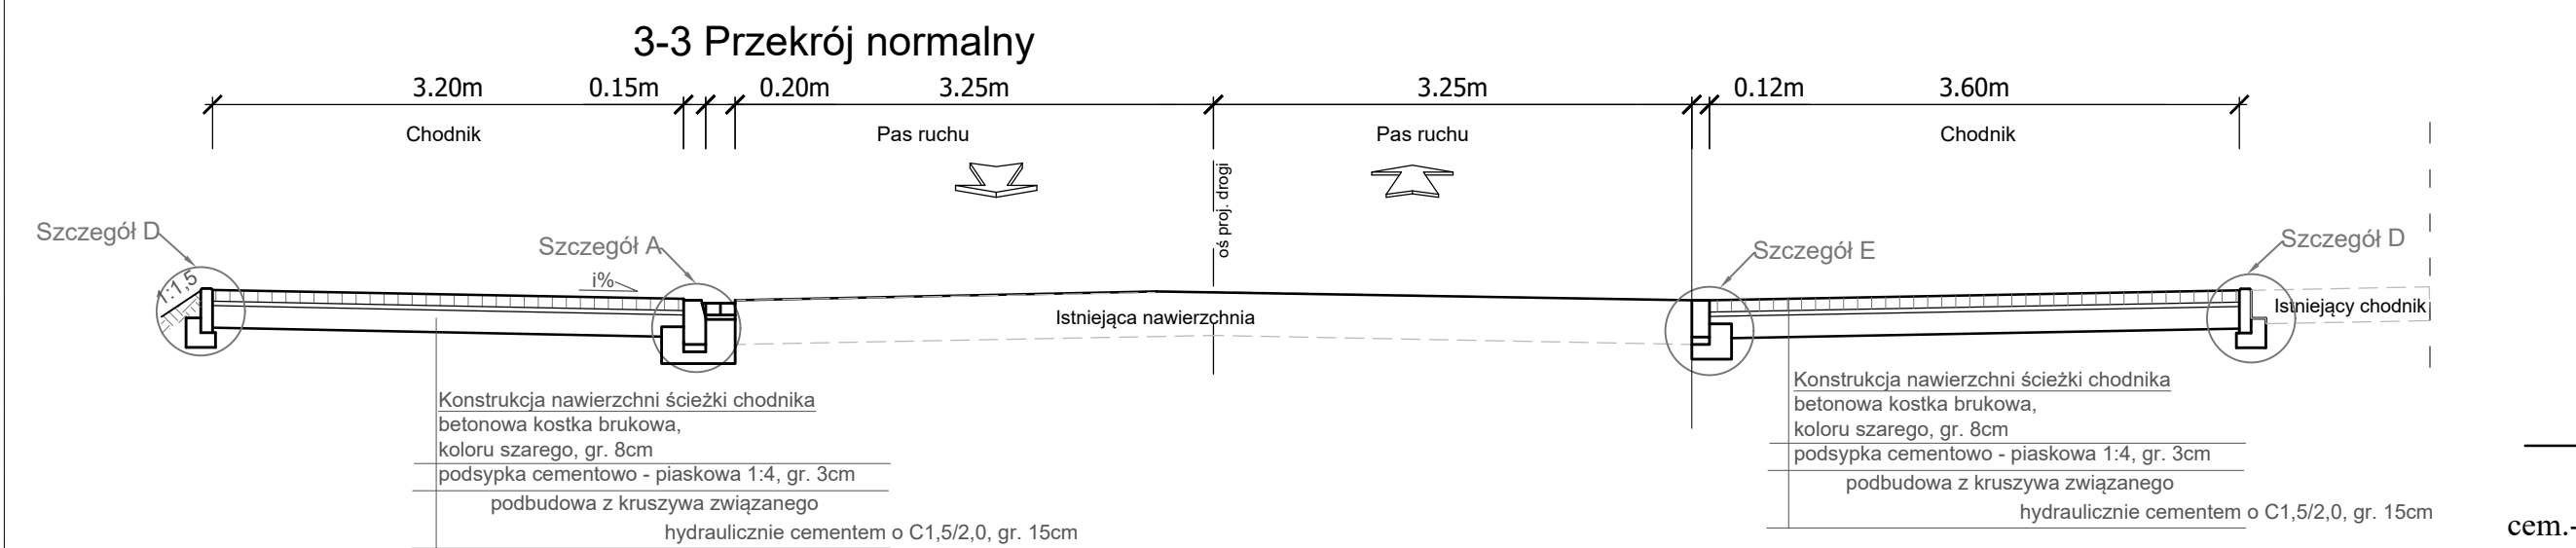 3-3 Przekrój normalny
3.20m 0.15m 0.20m 3.25m 3.25m 0.12m 3.60m
Chodnik Pas ruchu Pas ruchu Chodnik
oś proj. drogi
Szczegół D
Szczegół A
Szczegół E
Szczegół D
1:1,5
i%
Istniejąca nawierzchnia
Istniejący chodnik
Konstrukcja nawierzchni ścieżki chodnika
betonowa kostka brukowa,
koloru szarego, gr. 8cm
podsypka cementowo - piaskowa 1:4, gr. 3cm
podbudowa z kruszywa związanego
hydraulicznie cementem o C1,5/2,0, gr. 15cm
Konstrukcja nawierzchni ścieżki chodnika
betonowa kostka brukowa,
koloru szarego, gr. 8cm
podsypka cementowo - piaskowa 1:4, gr. 3cm
podbudowa z kruszywa związanego
hydraulicznie cementem o C1,5/2,0, gr. 15cm
cem.-